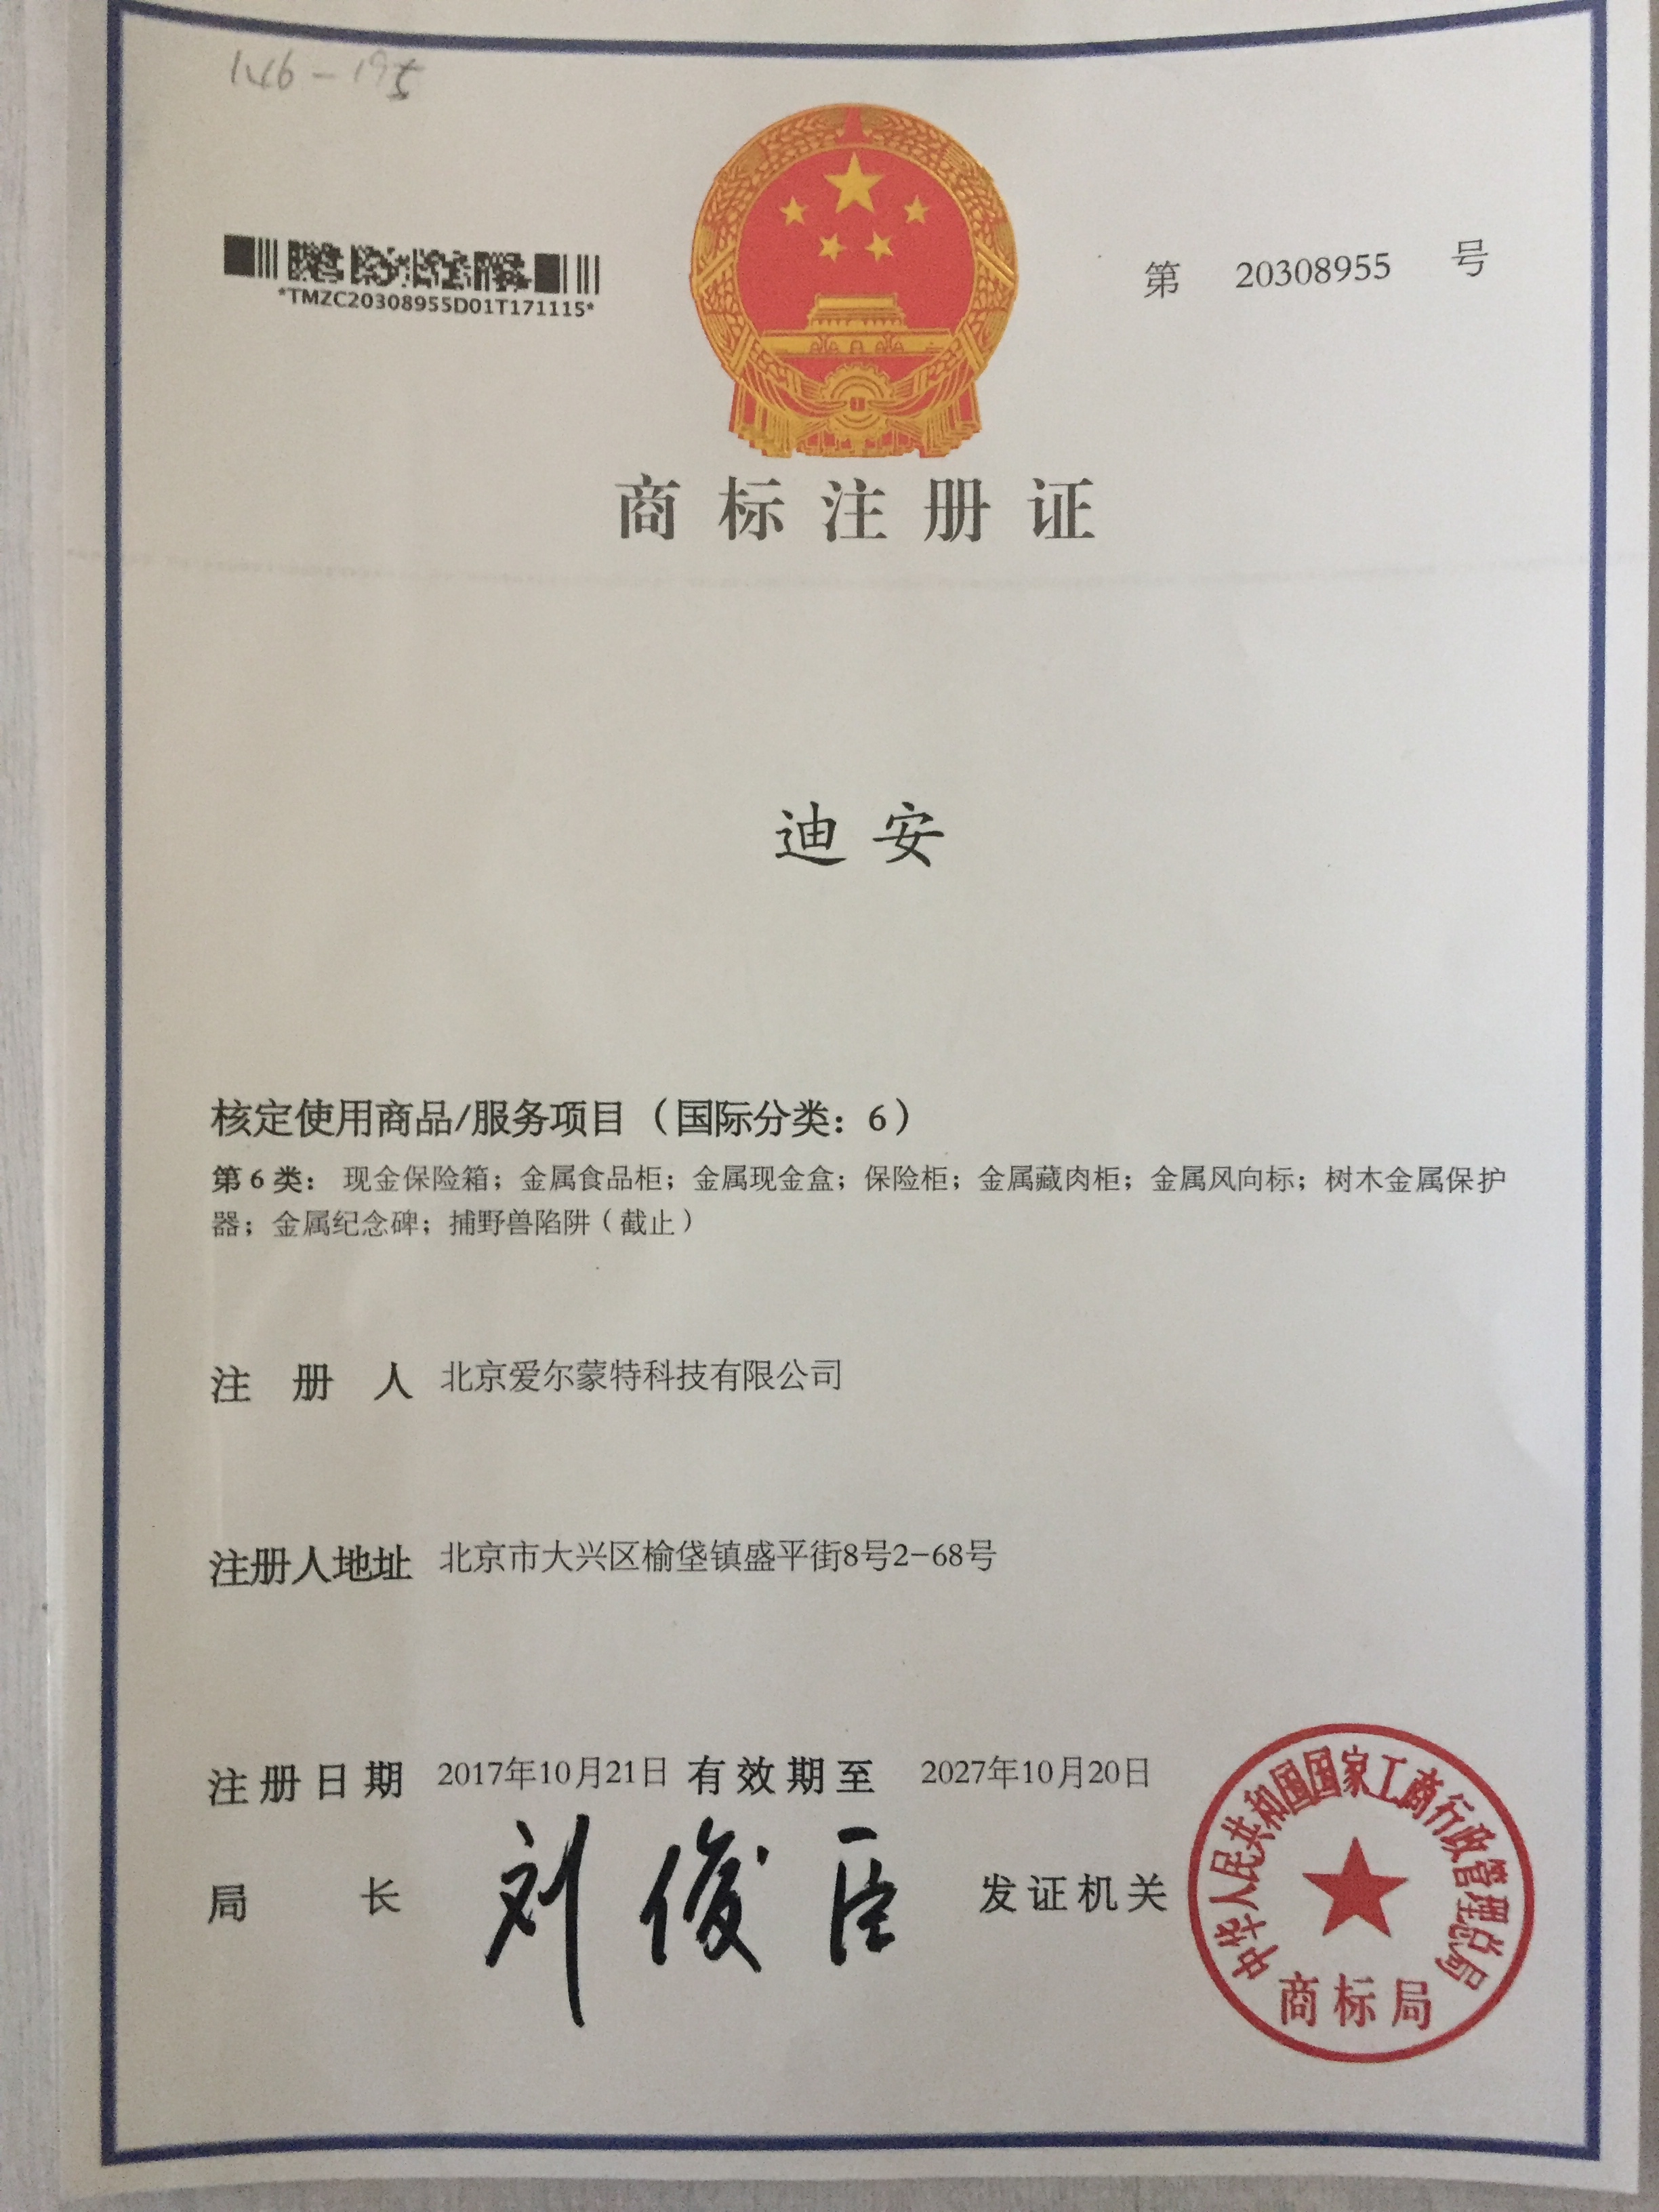 146-195
*TMZC20308955D01T171115*
第 20308955 号
商标注册证
迪安
核定使用商品/服务项目（国际分类：6）
第6类：现金保险箱；金属食品柜；金属现金盒；保险柜；金属藏肉柜；金属风向标；树木金属保护
器；金属纪念碑；捕野兽陷阱（截止）
注册人 北京爱尔蒙特科技有限公司
注册人地址 北京市大兴区榆垡镇盛平街8号2-68号
注册日期 2017年10月21日 有效期至 2027年10月20日
局长 刘俊臣 发证机关
中华人民共和国国家工商行政管理总局
商标局